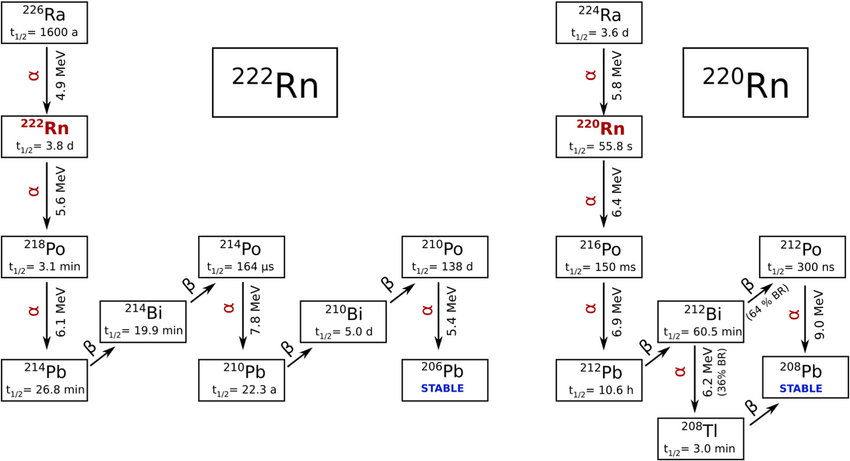 ²²⁶Ra
t₁/₂= 1600 a
α
4.9 MeV
²²²Rn
²²²Rn
t₁/₂= 3.8 d
α
5.6 MeV
²¹⁸Po
t₁/₂= 3.1 min
α
6.1 MeV
²¹⁴Pb
t₁/₂= 26.8 min
β
²¹⁴Bi
t₁/₂= 19.9 min
β
²¹⁴Po
t₁/₂= 164 µs
α
7.8 MeV
²¹⁰Pb
t₁/₂= 22.3 a
β
²¹⁰Bi
t₁/₂= 5.0 d
β
²¹⁰Po
t₁/₂= 138 d
α
5.4 MeV
²⁰⁶Pb
STABLE
²²⁴Ra
t₁/₂= 3.6 d
α
5.8 MeV
²²⁰Rn
²²⁰Rn
t₁/₂= 55.8 s
α
6.4 MeV
²¹⁶Po
t₁/₂= 150 ms
α
6.9 MeV
²¹²Pb
t₁/₂= 10.6 h
β
²¹²Bi
t₁/₂= 60.5 min
β
(64 % BR)
²¹²Po
t₁/₂= 300 ns
α
9.0 MeV
²⁰⁸Pb
STABLE
α
6.2 MeV
(36% BR)
²⁰⁸Tl
t₁/₂= 3.0 min
β